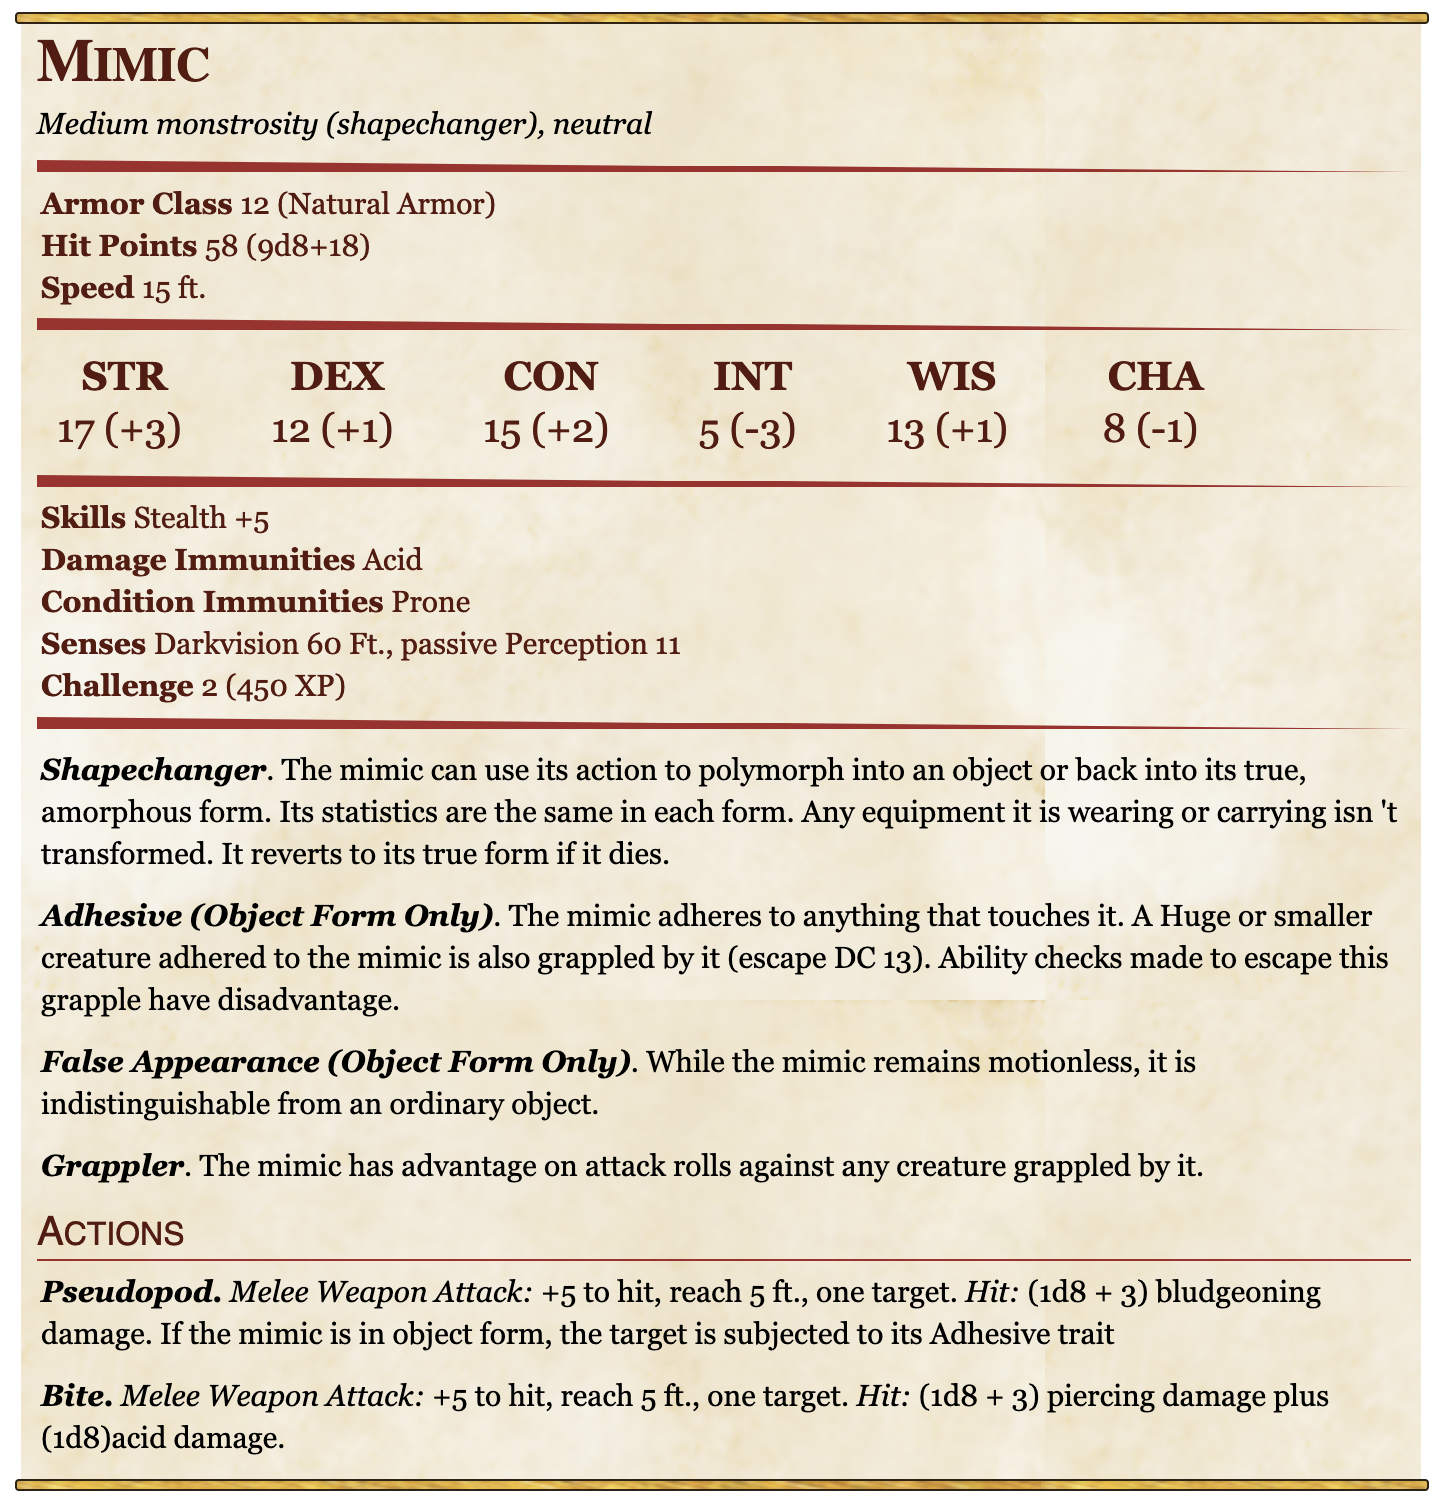 MIMIC
Medium monstrosity (shapechanger), neutral
Armor Class 12 (Natural Armor)
Hit Points 58 (9d8+18)
Speed 15 ft.
STR DEX CON INT WIS CHA
17 (+3) 12 (+1) 15 (+2) 5 (-3) 13 (+1) 8 (-1)
Skills Stealth +5
Damage Immunities Acid
Condition Immunities Prone
Senses Darkvision 60 Ft., passive Perception 11
Challenge 2 (450 XP)
Shapechanger. The mimic can use its action to polymorph into an object or back into its true,
amorphous form. Its statistics are the same in each form. Any equipment it is wearing or carrying isn 't
transformed. It reverts to its true form if it dies.
Adhesive (Object Form Only). The mimic adheres to anything that touches it. A Huge or smaller
creature adhered to the mimic is also grappled by it (escape DC 13). Ability checks made to escape this
grapple have disadvantage.
False Appearance (Object Form Only). While the mimic remains motionless, it is
indistinguishable from an ordinary object.
Grappler. The mimic has advantage on attack rolls against any creature grappled by it.
ACTIONS
Pseudopod. Melee Weapon Attack: +5 to hit, reach 5 ft., one target. Hit: (1d8 + 3) bludgeoning
damage. If the mimic is in object form, the target is subjected to its Adhesive trait
Bite. Melee Weapon Attack: +5 to hit, reach 5 ft., one target. Hit: (1d8 + 3) piercing damage plus
(1d8)acid damage.